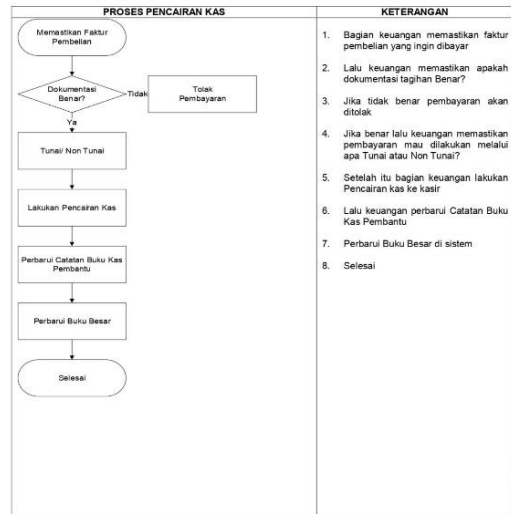 PROSES PENCAIRAN KAS
Memastikan Faktur
Pembelian
Dokumentasi
Benar?
Tidak
Tolak
Pembayaran
Ya
Tunai/ Non Tunai
Lakukan Pencairan Kas
Perbarui Catatan Buku Kas
Pembantu
Perbarui Buku Besar
Selesai
KETERANGAN
1. Bagian keuangan memastikan faktur
pembelian yang ingin dibayar
2. Lalu keuangan memastikan apakah
dokumentasi tagihan Benar?
3. Jika tidak benar pembayaran akan
ditolak
4. Jika benar lalu keuangan memastikan
pembayaran mau dilakukan melalui
apa Tunai atau Non Tunai?
5. Setelah itu bagian keuangan lakukan
Pencairan kas ke kasir
6. Lalu keuangan perbarui Catatan Buku
Kas Pembantu
7. Perbarui Buku Besar di sistem
8. Selesai